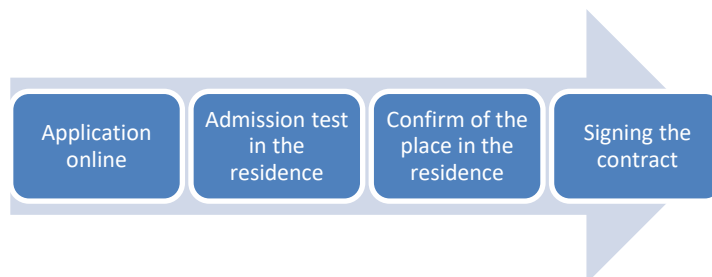 Application
online
Admission test
in the
residence
Confirm of the
place in the
residence
Signing the
contract